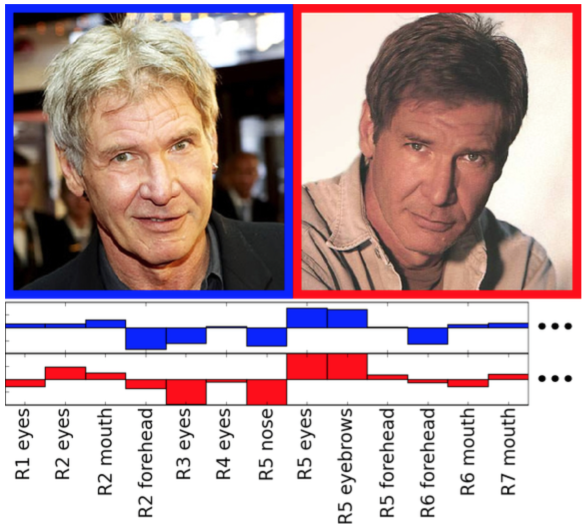 R1 eyes
R2 eyes
R2 mouth
R2 forehead
R3 eyes
R4 eyes
R5 nose
R5 eyes
R5 eyebrows
R5 forehead
R6 forehead
R6 mouth
R7 mouth